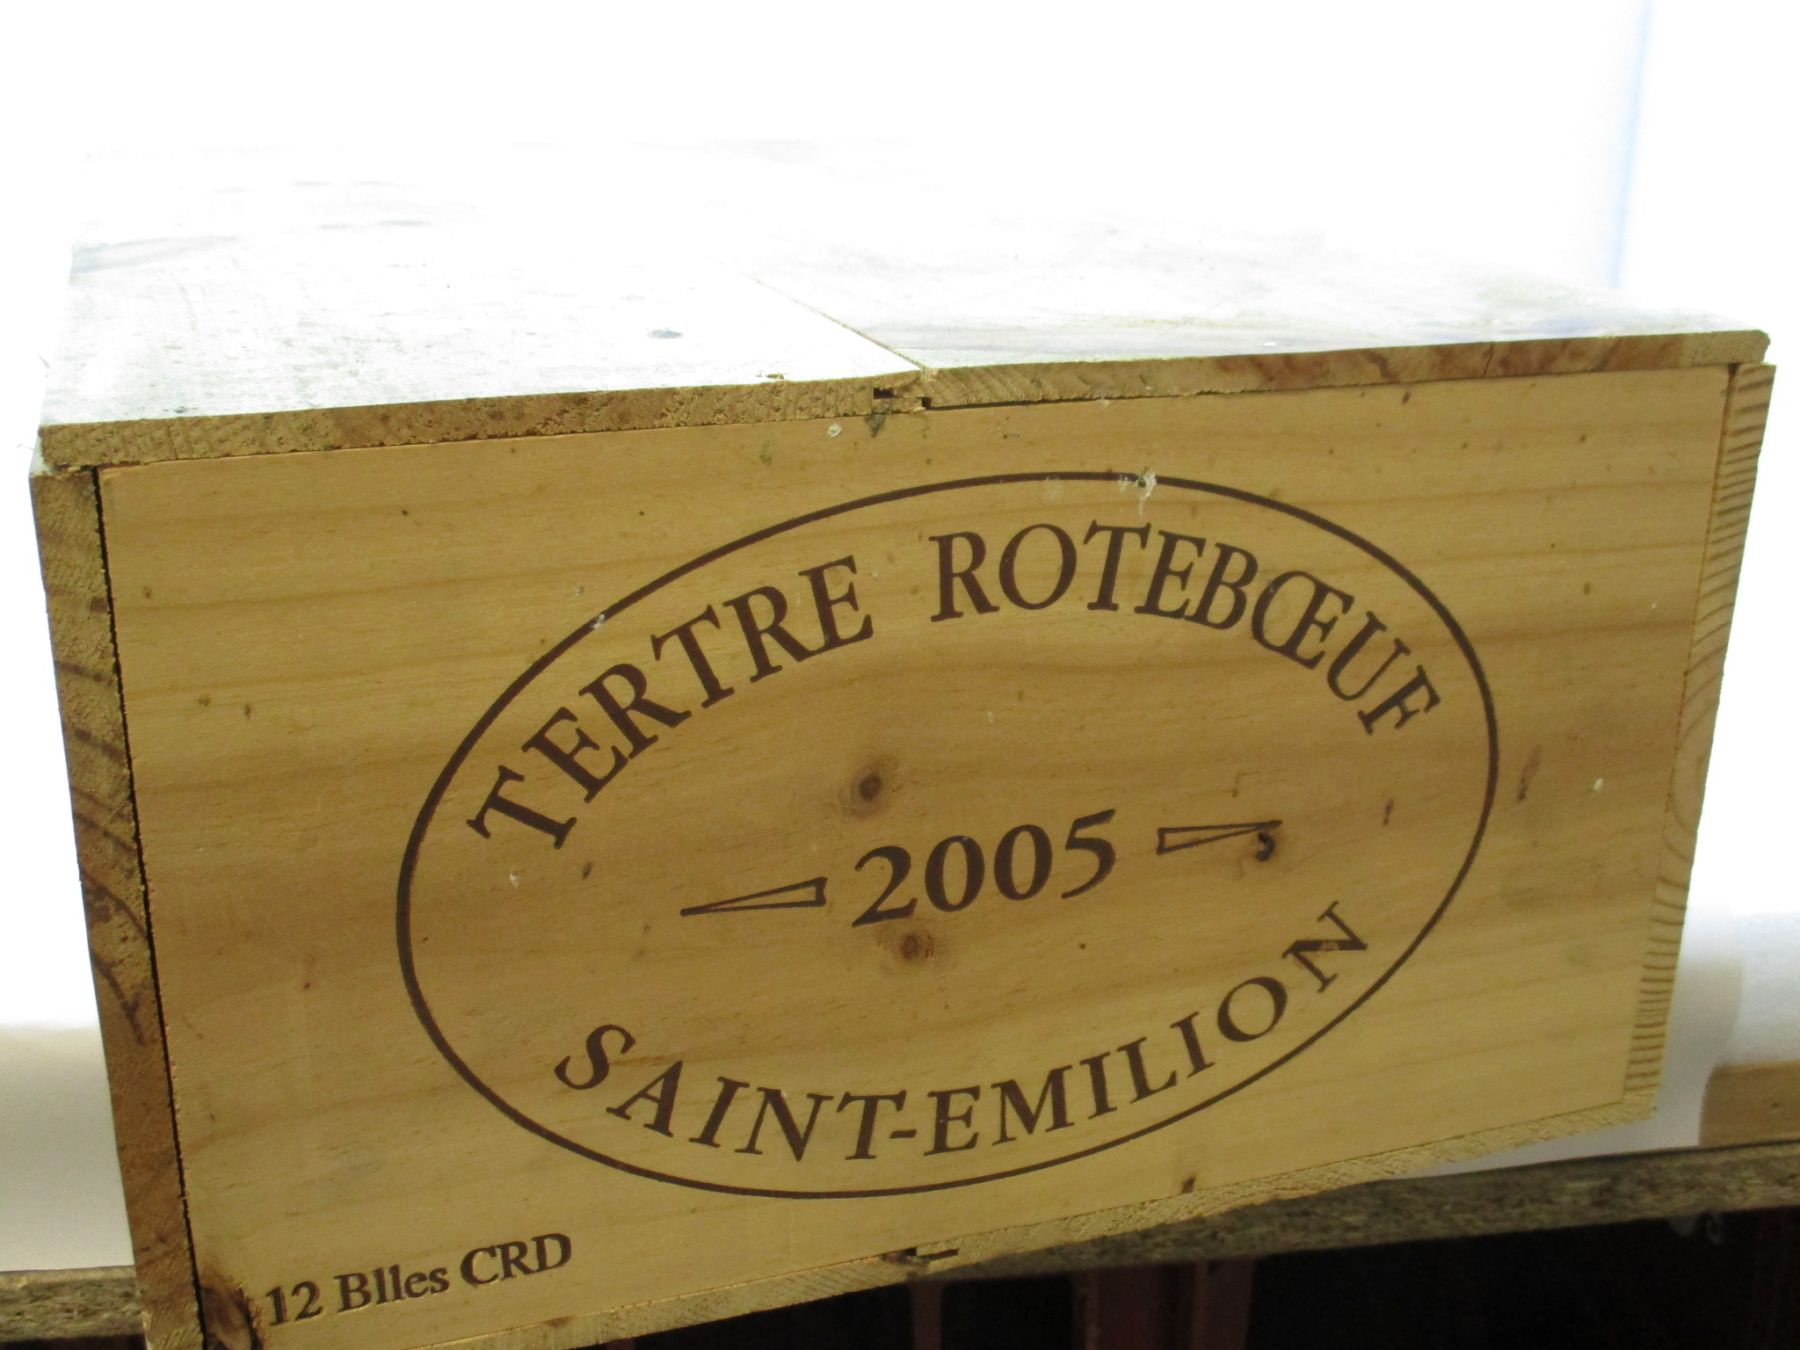 TERTRE ROTEBŒUF
2005
SAINT-EMILION
12 Blles CRD